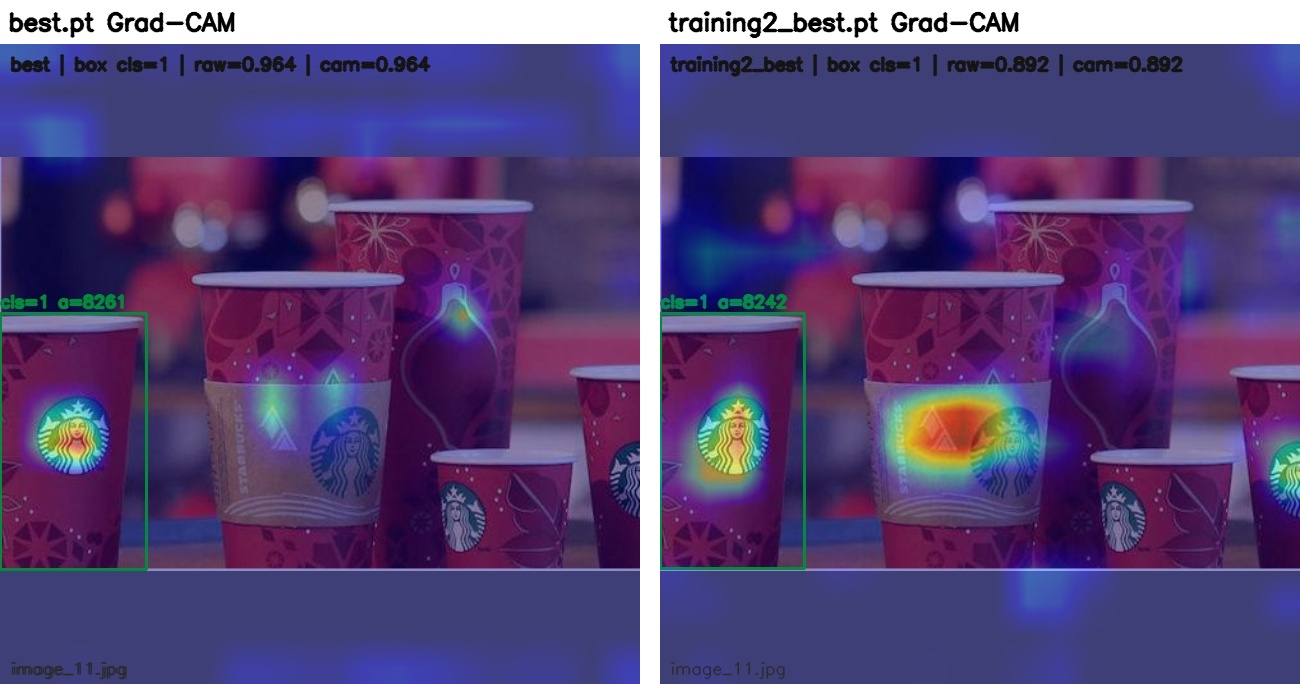 best.pt Grad-CAM
best | box cls=1 | raw=0.964 | cam=0.964
cls=1 a=8261
STARBUCKS
image_11.jpg
training2_best.pt Grad-CAM
training2_best | box cls=1 | raw=0.892 | cam=0.892
cls=1 a=8242
STARBUCKS
image_11.jpg